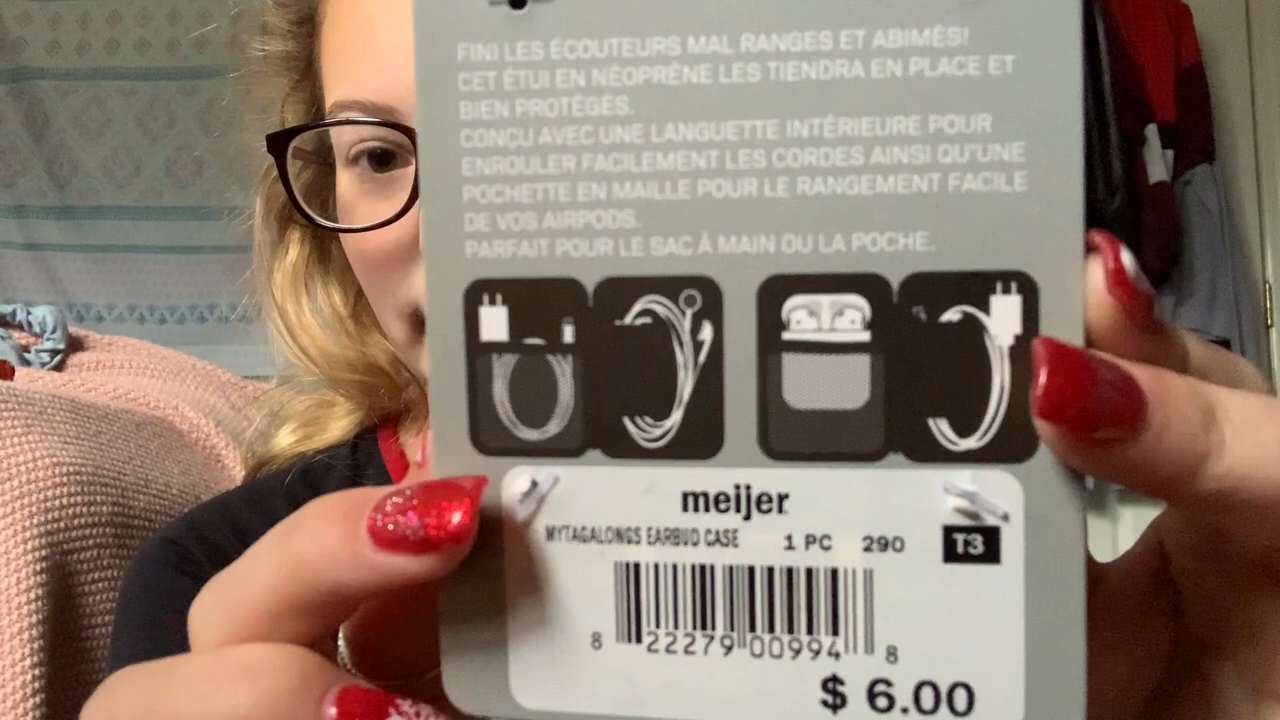 FINI LES ÉCOUTEURS MAL RANGES ET ABIMÉS!
CET ÉTUI EN NÉOPRÈNE LES TIENDRA EN PLACE ET
BIEN PROTÉGÉS.
CONÇU AVEC UNE LANGUETTE INTÉRIEURE POUR
ENROULER FACILEMENT LES CORDES AINSI QU'UNE
POCHETTE EN MAILLE POUR LE RANGEMENT FACILE
DE VOS AIRPODS.
PARFAIT POUR LE SAC À MAIN OU LA POCHE.
meijer
MYTAGALONGS EARBUD CASE 1 PC 290 T3
8 22279 00994 8
$ 6.00